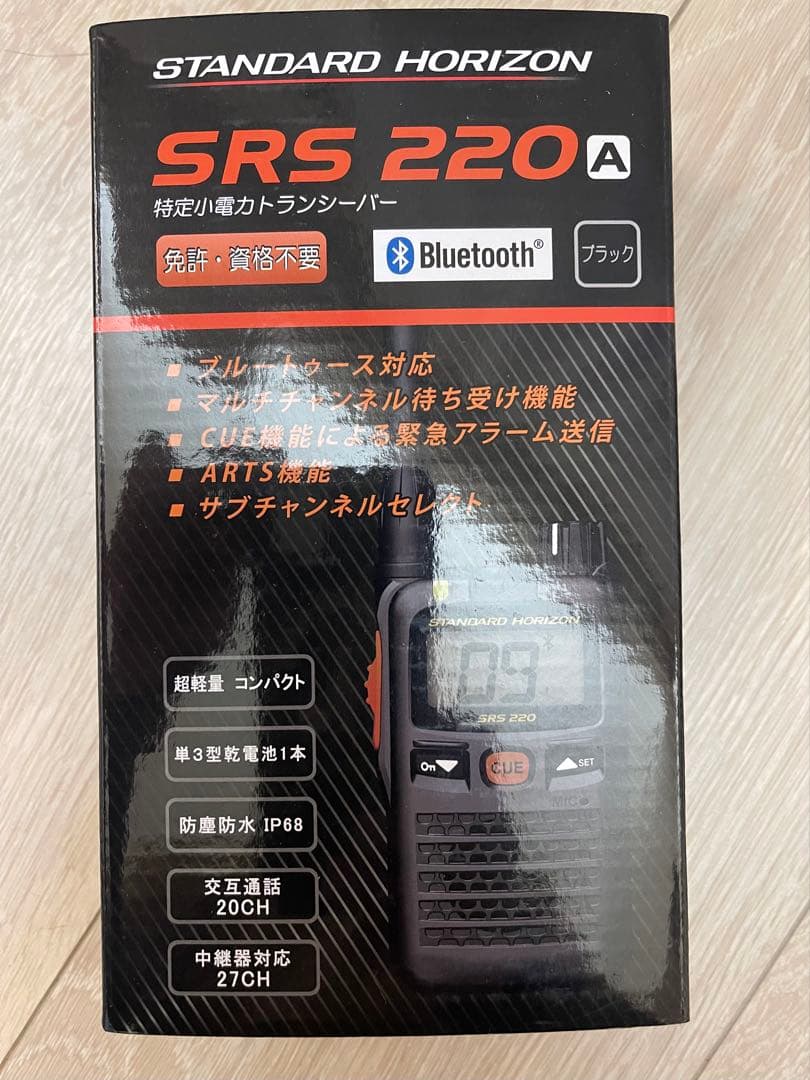 STANDARD HORIZON
SRS 220 A
特定小電力トランシーバー
免許・資格不要
Bluetooth®
ブラック
■ ブルートゥース対応
■ マルチチャンネル待ち受け機能
■ CUE機能による緊急アラーム送信
■ ARTS機能
■ サブチャンネルセレクト
STANDARD HORIZON
09
SRS 220
CUE
SET
MIC
超軽量 コンパクト
単3型乾電池1本
防塵防水 IP68
交互通話
20CH
中継器対応
27CH